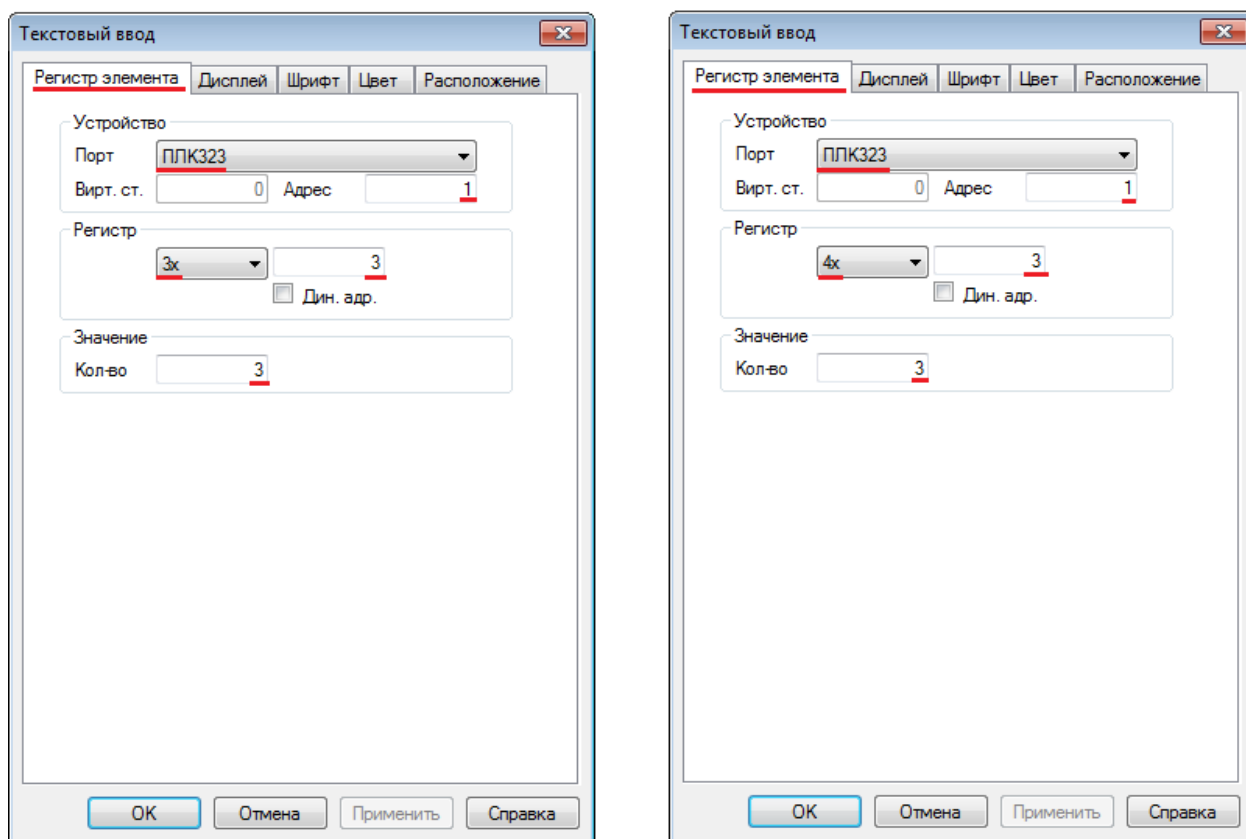 Текстовый ввод
Регистр элемента Дисплей Шрифт Цвет Расположение
Устройство
Порт ПЛК323
Вирт. ст. 0 Адрес 1
Регистр
3x 3
Дин. адр.
Значение
Кол-во 3
OK Отмена Применить Справка
Текстовый ввод
Регистр элемента Дисплей Шрифт Цвет Расположение
Устройство
Порт ПЛК323
Вирт. ст. 0 Адрес 1
Регистр
4x 3
Дин. адр.
Значение
Кол-во 3
OK Отмена Применить Справка